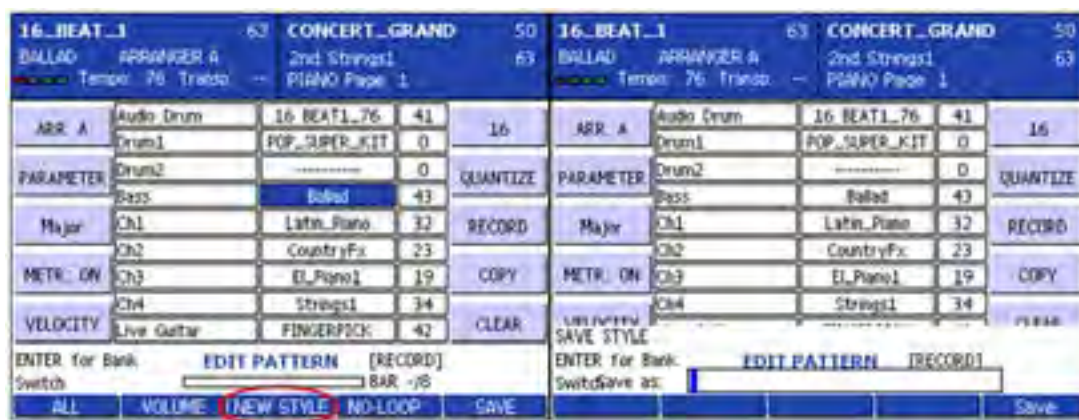 16_BEAT_1 63 CONCERT_GRAND 50
BALLAD ARRANGER A 2nd Strings1 63
Tempo: 76 Transp: -- PIANO Page 1
ARR. A
PARAMETER
Major
METR. ON
VELOCITY
Audio Drum 16 BEAT1_76 41
Drum1 POP_SUPER_KIT 0
Drum2 ---------- 0
Bass Ballad 43
Ch1 Latin_Piano 32
Ch2 CountryFx 23
Ch3 El_Piano1 19
Ch4 Strings1 34
Live Guitar FINGERPICK 42
16
QUANTIZE
RECORD
COPY
CLEAR
ENTER for Bank EDIT PATTERN [RECORD]
Switch BAR -/8
ALL VOLUME NEW STYLE NO-LOOP SAVE
16_BEAT_1 63 CONCERT_GRAND 50
BALLAD ARRANGER A 2nd Strings1 63
Tempo: 76 Transp: -- PIANO Page 1
ARR. A
PARAMETER
Major
METR. ON
Audio Drum 16 BEAT1_76 41
Drum1 POP_SUPER_KIT 0
Drum2 ---------- 0
Bass Ballad 43
Ch1 Latin_Piano 32
Ch2 CountryFx 23
Ch3 El_Piano1 19
Ch4 Strings1 34
16
QUANTIZE
RECORD
COPY
SAVE STYLE
ENTER for Bank EDIT PATTERN [RECORD]
Save as:
Save